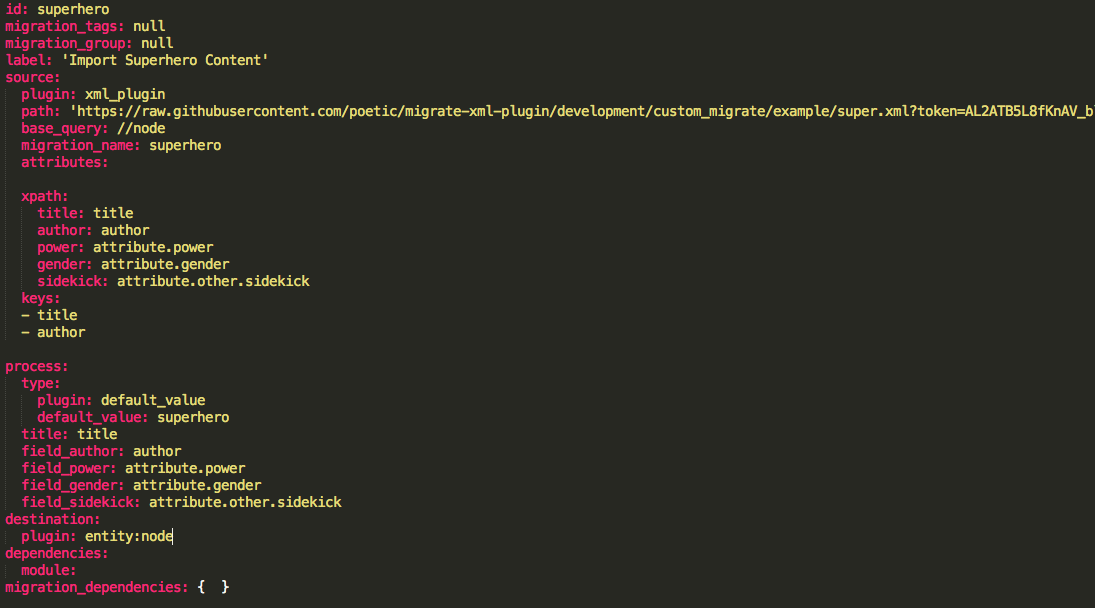 id: superhero
migration_tags: null
migration_group: null
label: 'Import Superhero Content'
source:
plugin: xml_plugin
path: 'https://raw.githubusercontent.com/poetic/migrate-xml-plugin/development/custom_migrate/example/super.xml?token=AL2ATB5L8fKnAV_b
base_query: //node
migration_name: superhero
attributes:
xpath:
title: title
author: author
power: attribute.power
gender: attribute.gender
sidekick: attribute.other.sidekick
keys:
- title
- author
process:
type:
plugin: default_value
default_value: superhero
title: title
field_author: author
field_power: attribute.power
field_gender: attribute.gender
field_sidekick: attribute.other.sidekick
destination:
plugin: entity:node
dependencies:
module:
migration_dependencies: {  }